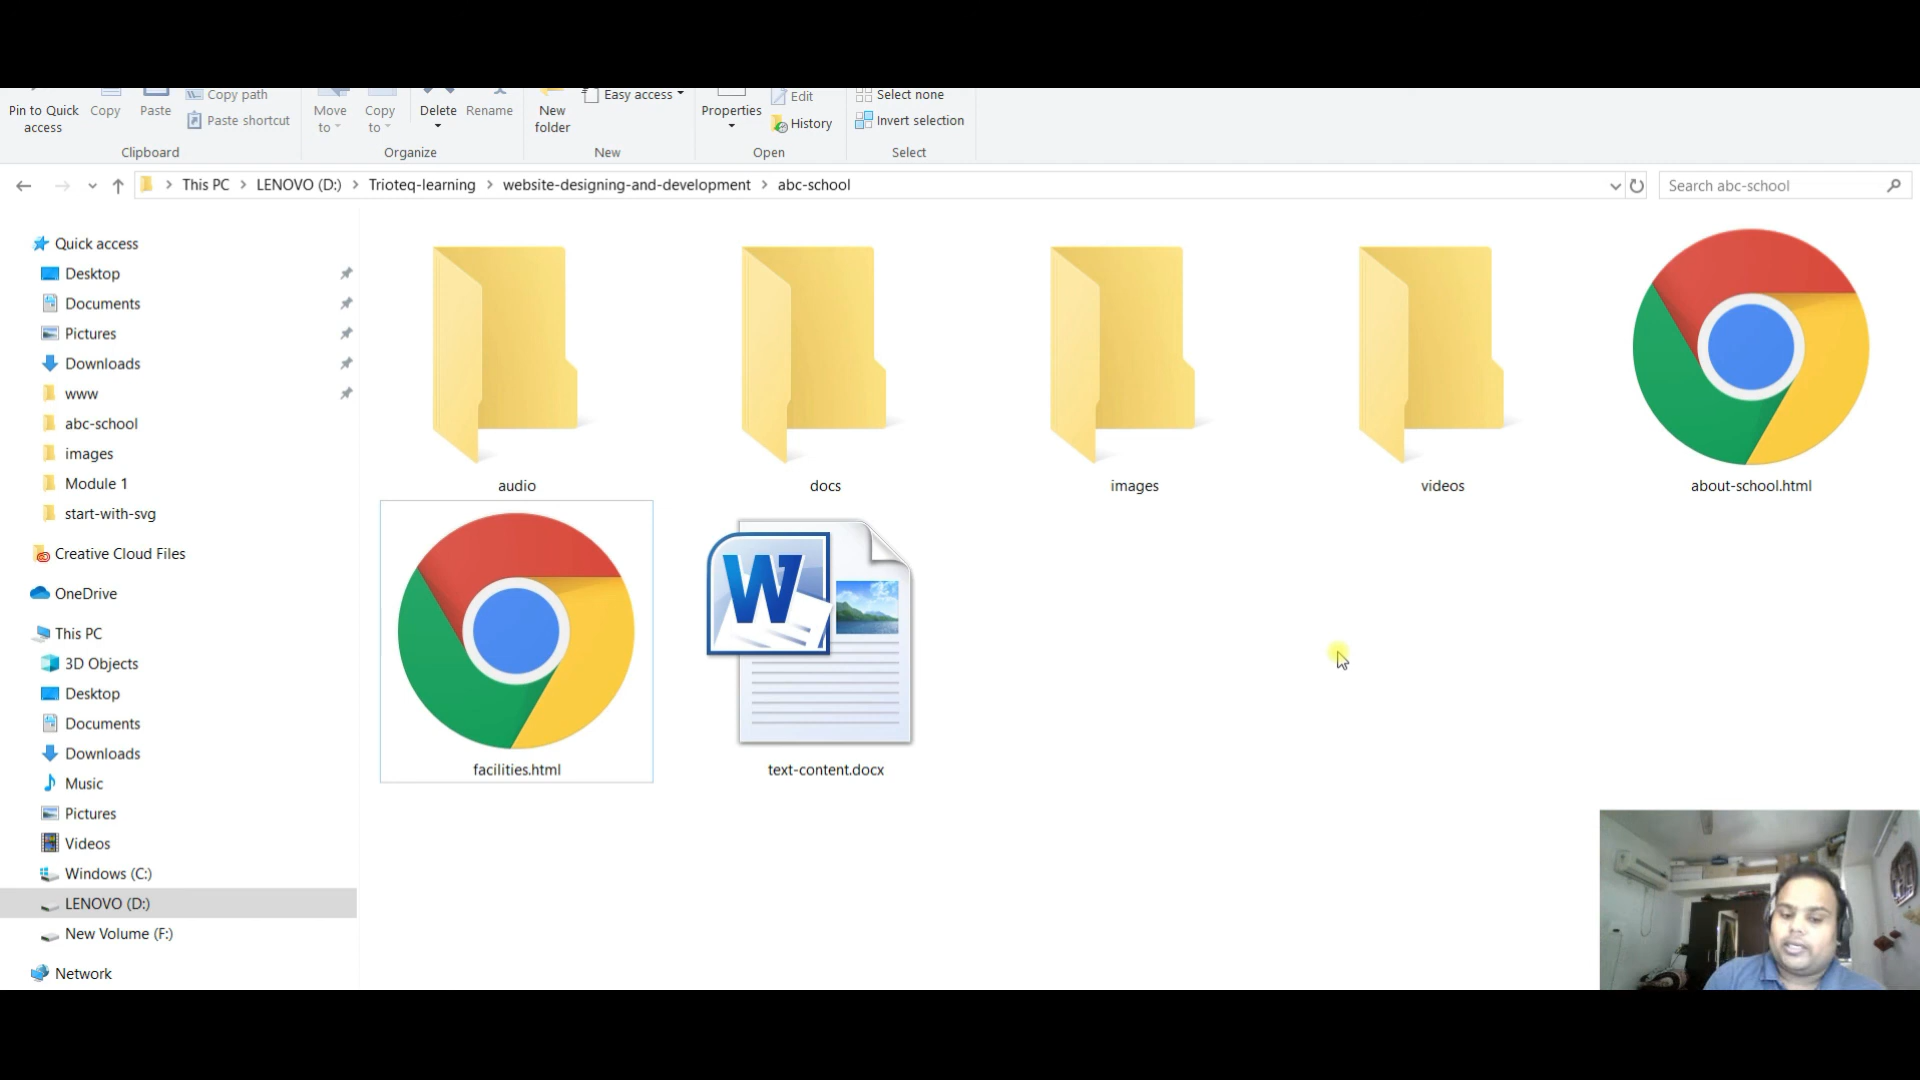 Copy path
Easy access
Edit
Select none
Pin to Quick access
Copy
Paste
Paste shortcut
Move to
Copy to
Delete
Rename
New folder
Properties
History
Invert selection
Clipboard
Organize
New
Open
Select
This PC > LENOVO (D:) > Trioteq-learning > website-designing-and-development > abc-school
Search abc-school
Quick access
Desktop
Documents
Pictures
Downloads
www
abc-school
images
Module 1
start-with-svg
Creative Cloud Files
OneDrive
This PC
3D Objects
Desktop
Documents
Downloads
Music
Pictures
Videos
Windows (C:)
LENOVO (D:)
New Volume (F:)
Network
audio
docs
images
videos
about-school.html
facilities.html
W
text-content.docx